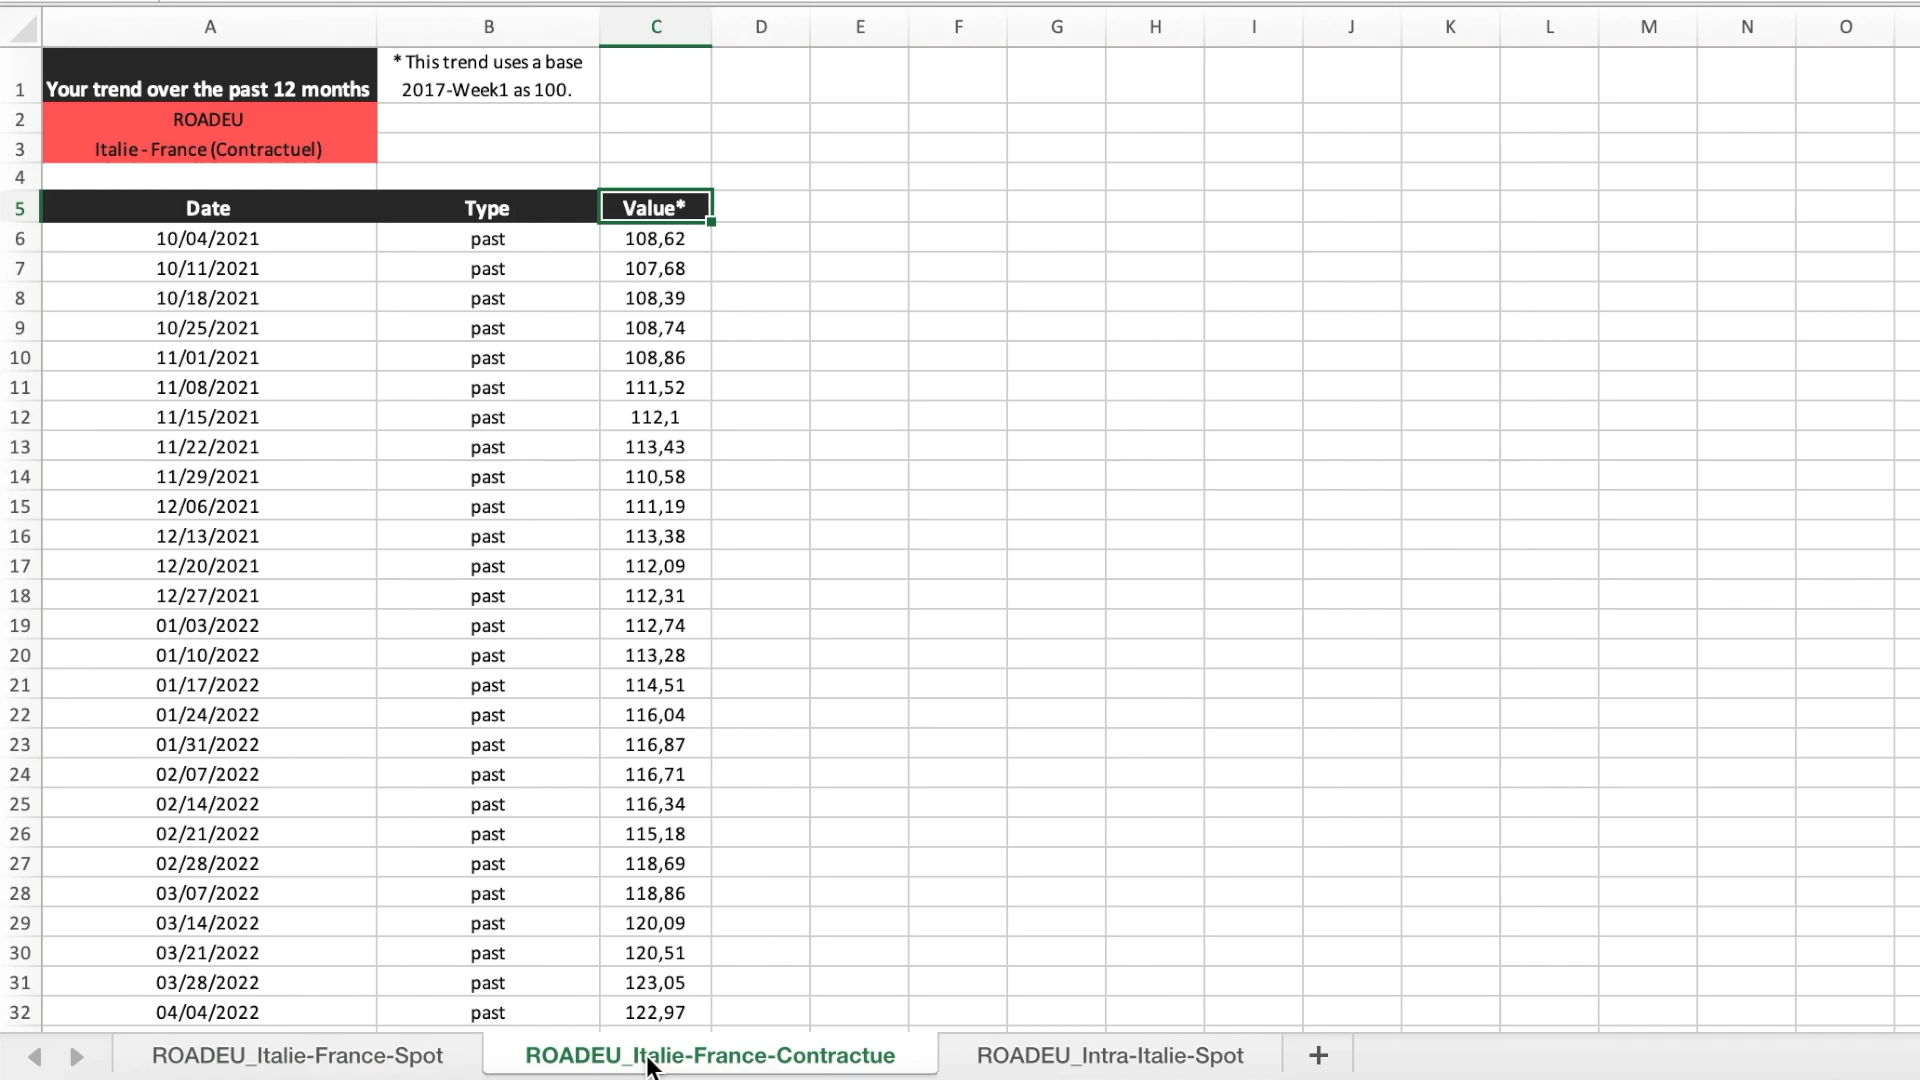 A B C D E F G H I J K L M N O
* This trend uses a base
1 Your trend over the past 12 months 2017-Week1 as 100.
2 ROADEU
3 Italie - France (Contractuel)
4
5 Date Type Value*
6 10/04/2021 past 108,62
7 10/11/2021 past 107,68
8 10/18/2021 past 108,39
9 10/25/2021 past 108,74
10 11/01/2021 past 108,86
11 11/08/2021 past 111,52
12 11/15/2021 past 112,1
13 11/22/2021 past 113,43
14 11/29/2021 past 110,58
15 12/06/2021 past 111,19
16 12/13/2021 past 113,38
17 12/20/2021 past 112,09
18 12/27/2021 past 112,31
19 01/03/2022 past 112,74
20 01/10/2022 past 113,28
21 01/17/2022 past 114,51
22 01/24/2022 past 116,04
23 01/31/2022 past 116,87
24 02/07/2022 past 116,71
25 02/14/2022 past 116,34
26 02/21/2022 past 115,18
27 02/28/2022 past 118,69
28 03/07/2022 past 118,86
29 03/14/2022 past 120,09
30 03/21/2022 past 120,51
31 03/28/2022 past 123,05
32 04/04/2022 past 122,97
ROADEU_Italie-France-Spot ROADEU_Italie-France-Contractue ROADEU_Intra-Italie-Spot +